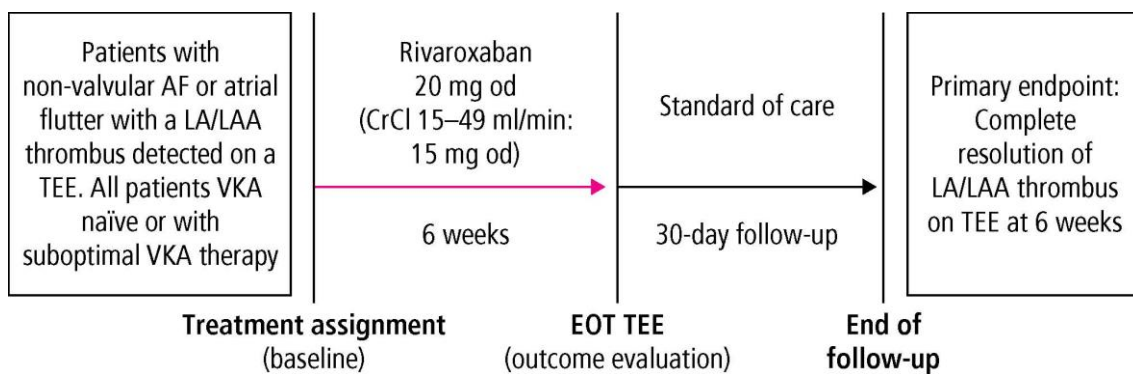 Patients with
non-valvular AF or atrial
flutter with a LA/LAA
thrombus detected on a
TEE. All patients VKA
naïve or with
suboptimal VKA therapy
Rivaroxaban
20 mg od
(CrCl 15–49 ml/min:
15 mg od)
6 weeks
Standard of care
30-day follow-up
Primary endpoint:
Complete
resolution of
LA/LAA thrombus
on TEE at 6 weeks
Treatment assignment
(baseline)
EOT TEE
(outcome evaluation)
End of
follow-up